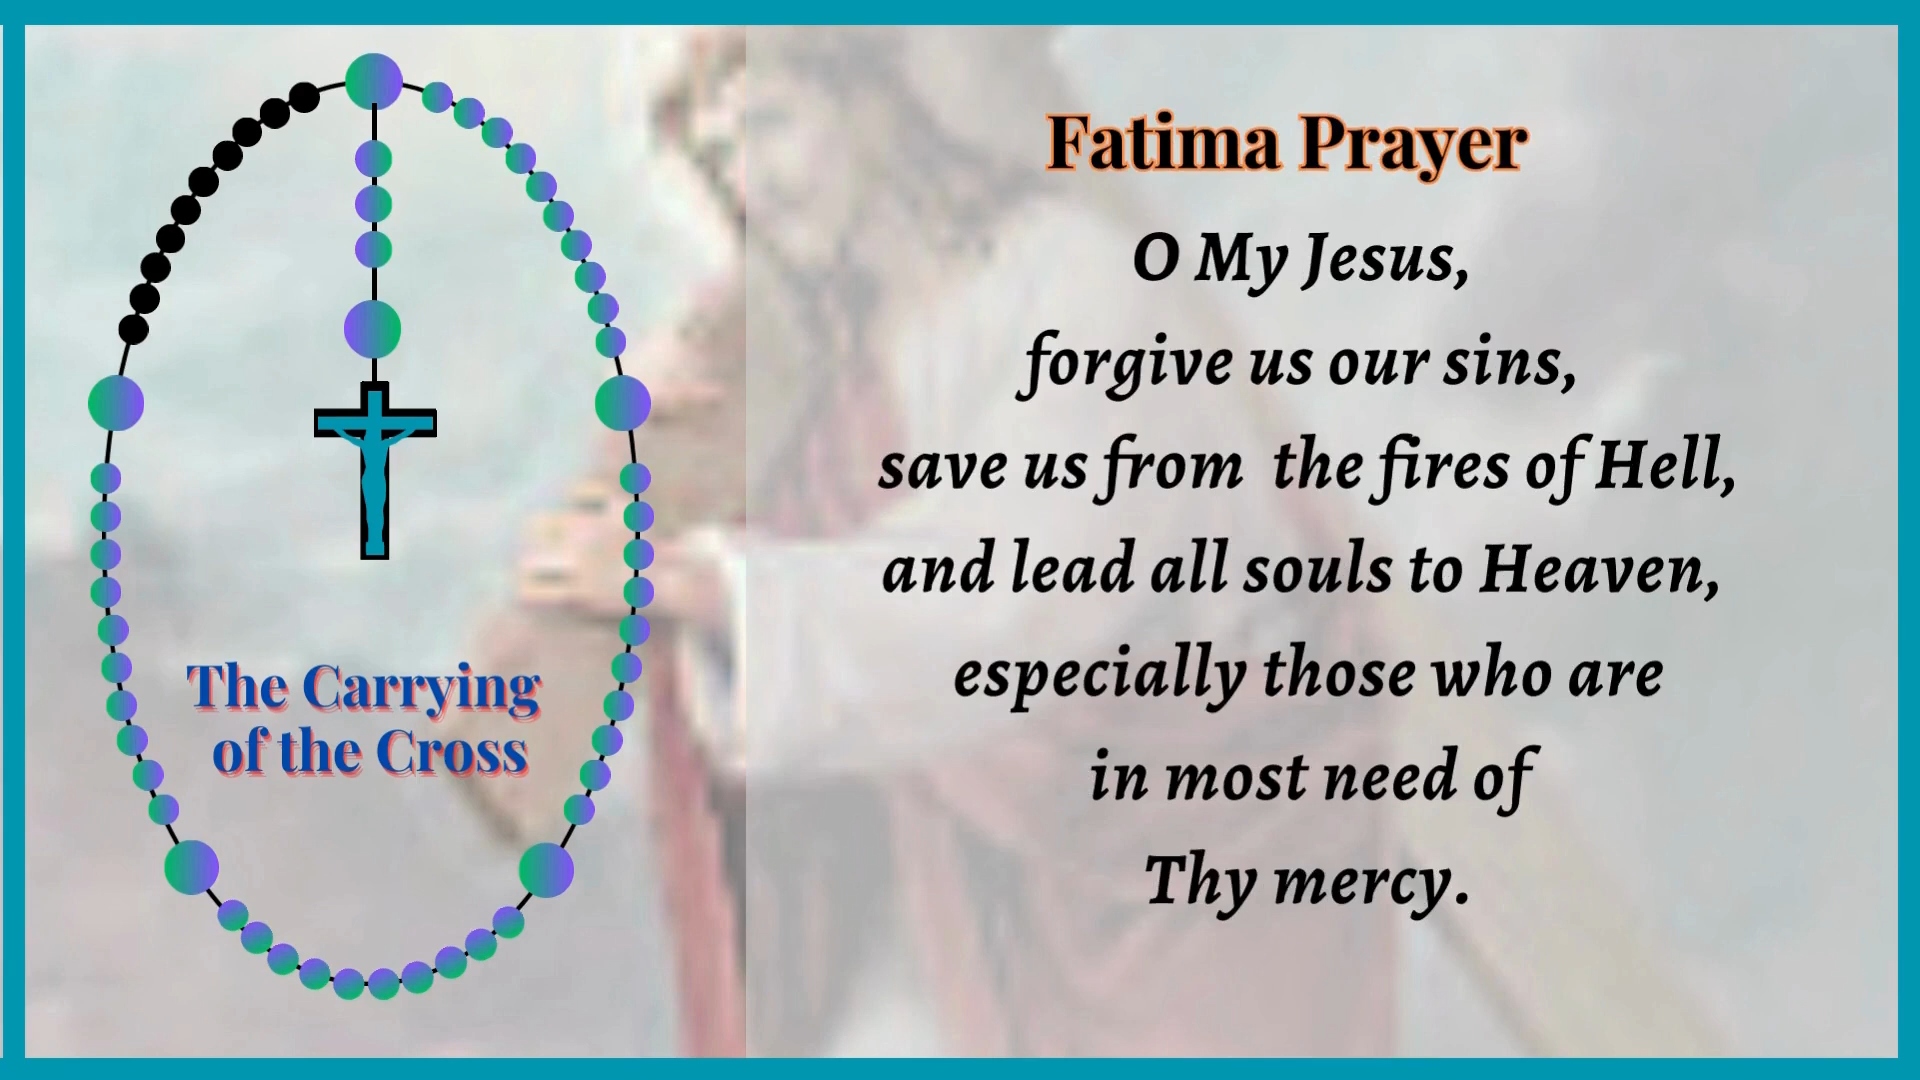 The Carrying
of the Cross
Fatima Prayer
O My Jesus,
forgive us our sins,
save us from  the fires of Hell,
and lead all souls to Heaven,
especially those who are
in most need of
Thy mercy.